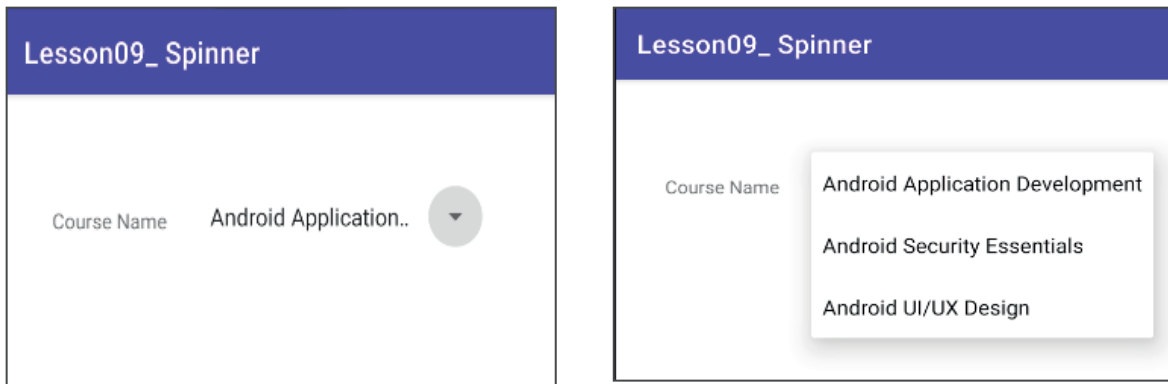 Lesson09_ Spinner
Course Name
Android Application..
Lesson09_ Spinner
Course Name
Android Application Development
Android Security Essentials
Android UI/UX Design